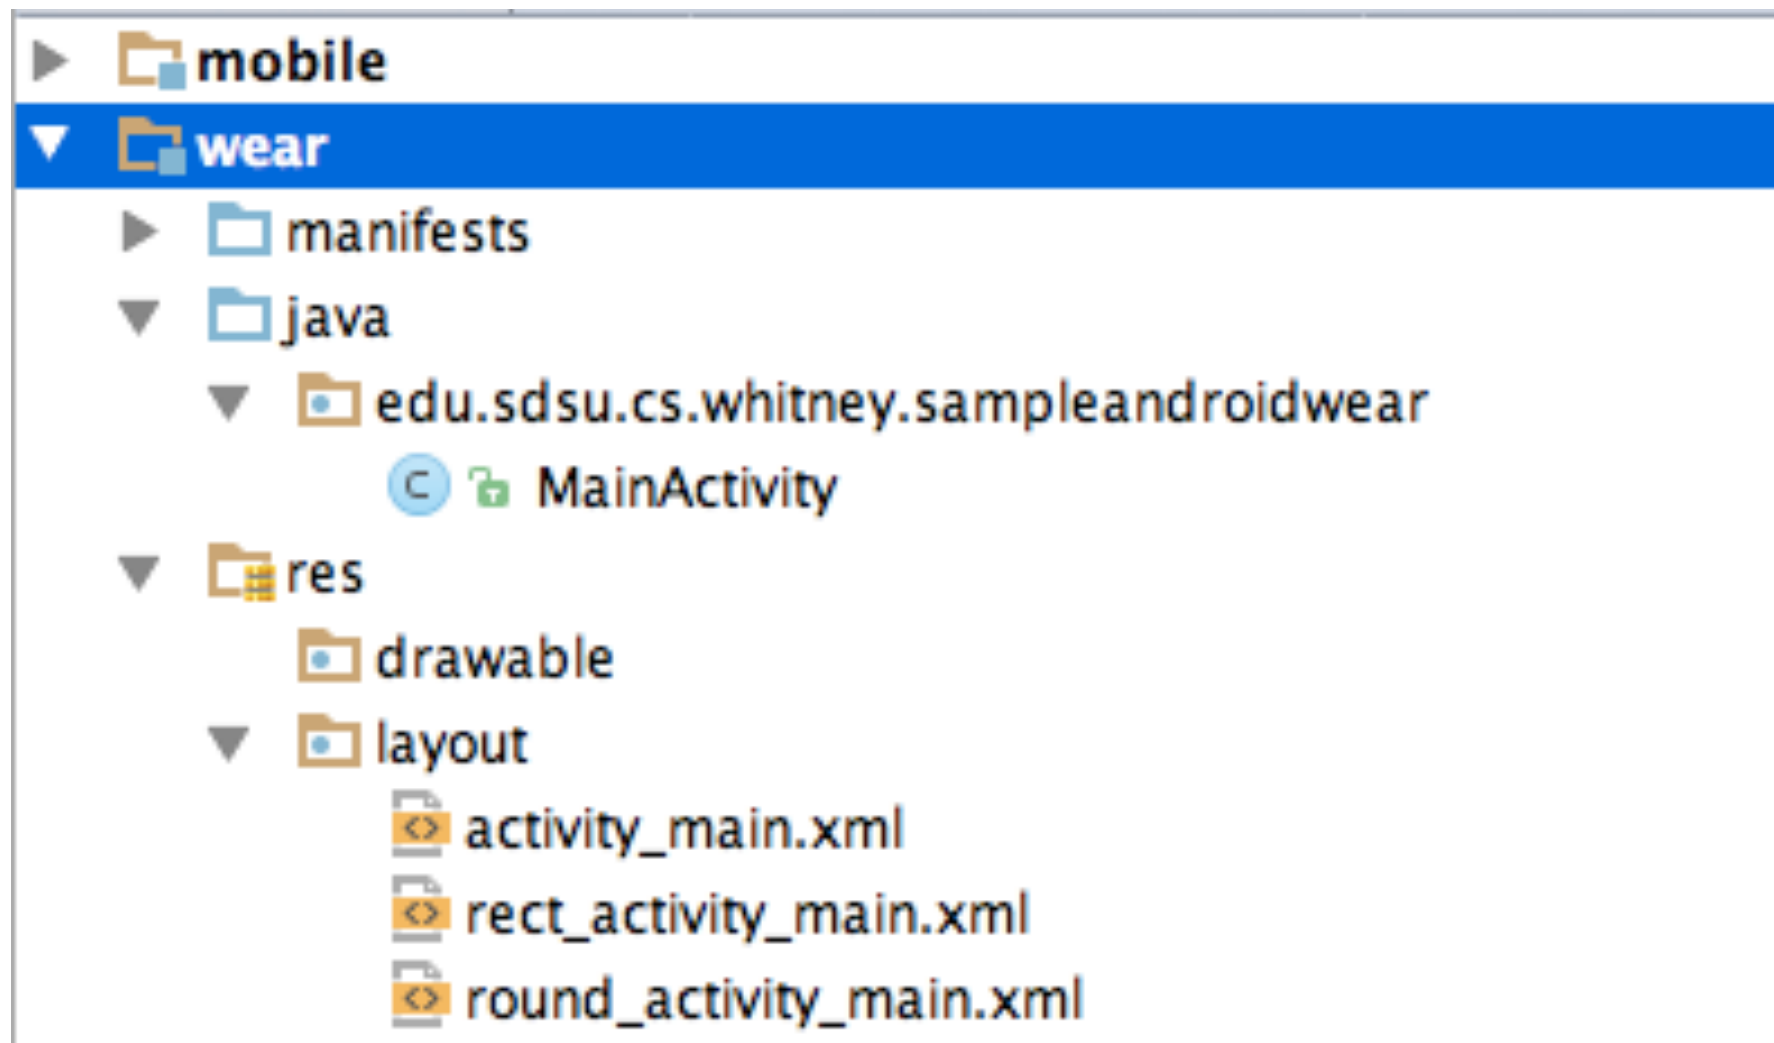 mobile
wear
manifests
java
edu.sdsu.cs.whitney.sampleandroidwear
C MainActivity
res
drawable
layout
activity_main.xml
rect_activity_main.xml
round_activity_main.xml